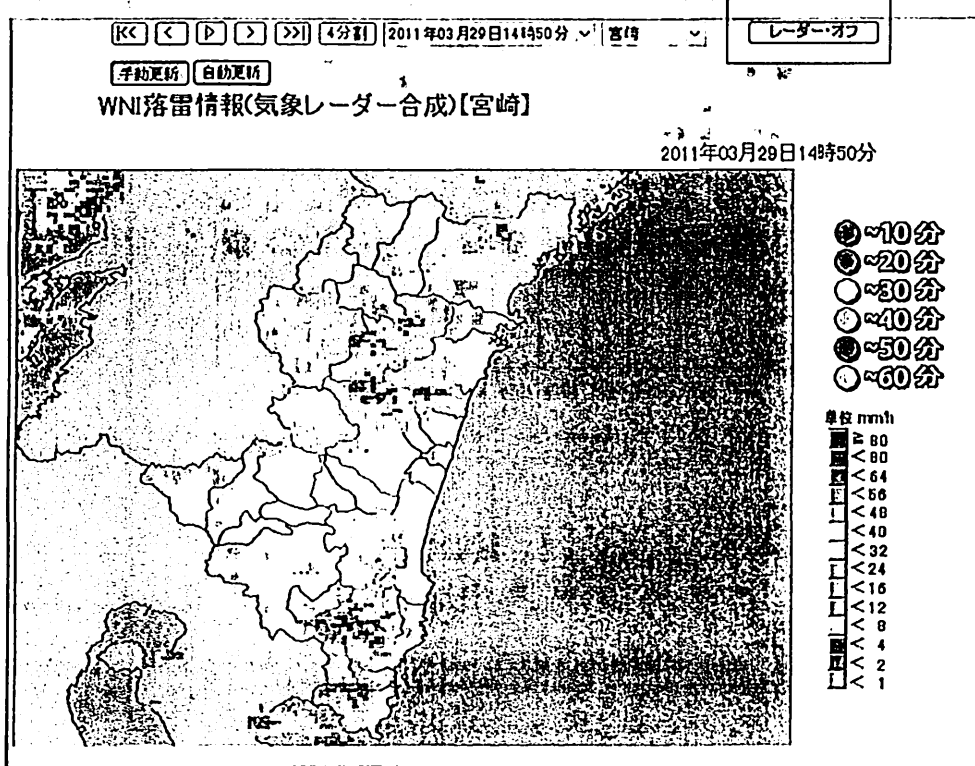 |<< < ▷ > >>| 4分割 2011年03月29日14時50分 宮崎 レーダー・オフ
手動更新 自動更新
WNI落雷情報(気象レーダー合成)【宮崎】
2011年03月29日14時50分
~10分
~20分
~30分
~40分
~50分
~60分
単位 mm/h
≧ 80
< 80
< 64
< 56
< 48
< 40
< 32
< 24
< 16
< 12
< 8
< 4
< 2
< 1